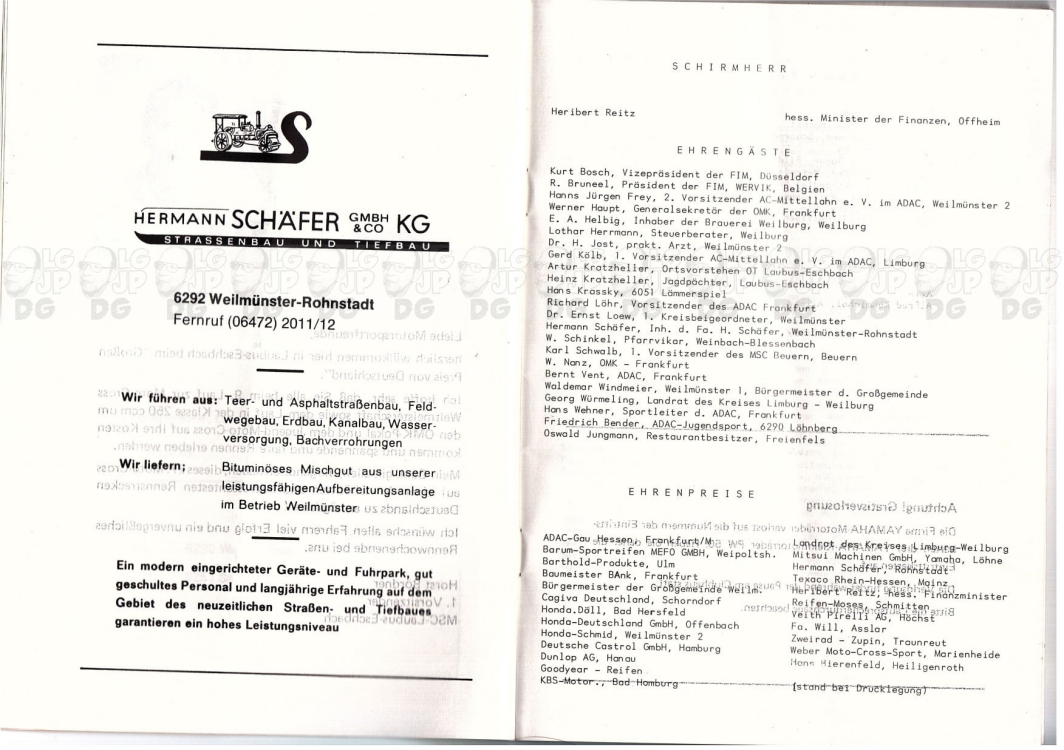 S
HERMANN SCHÄFER GMBH & CO KG
STRASSENBAU UND TIEFBAU
6292 Weilmünster-Rohnstadt
Fernruf (06472) 2011/12
Wir führen aus: Teer- und Asphaltstraßenbau, Feld-
wegebau, Erdbau, Kanalbau, Wasser-
versorgung, Bachverrohrungen
Wir liefern; Bituminöses Mischgut aus unserer
leistungsfähigen Aufbereitungsanlage
im Betrieb Weilmünster
Ein modern eingerichteter Geräte- und Fuhrpark, gut
geschultes Personal und langjährige Erfahrung auf dem
Gebiet des neuzeitlichen Straßen- und Tiefbaues
garantieren ein hohes Leistungsniveau
SCHIRMHERR
Heribert Reitz hess. Minister der Finanzen, Offheim
EHRENGÄSTE
Kurt Bosch, Vizepräsident der FIM, Düsseldorf
R. Bruneel, Präsident der FIM, WERVIK, Belgien
Hanns Jürgen Frey, 2. Vorsitzender AC-Mittellahn e. V. im ADAC, Weilmünster 2
Werner Haupt, Generalsekretör der OMK, Frankfurt
E. A. Helbig, Inhaber der Brauerei Weilburg, Weilburg
Lothar Herrmann, Steuerberater, Weilburg
Dr. H. Jost, prakt. Arzt, Weilmünster 2
Gerd Kölb, 1. Vorsitzender AC-Mittellahn e. V. im ADAC, Limburg
Artur Kratzheller, Ortsvorstehen OT Laubus-Eschbach
Heinz Kratzheller, Jagdpächter, Laubus-Eschbach
Hans Krassky, 6051 Lämmerspiel
Richard Löhr, Vorsitzender des ADAC Frankfurt
Dr. Ernst Loew, 1. Kreisbeigeordneter, Weilmünster
Hermann Schäfer, Inh. d. Fa. H. Schäfer, Weilmünster-Rohnstadt
W. Schinkel, Pfarrvikar, Weinbach-Blessenbach
Karl Schwalb, 1. Vorsitzender des MSC Beuern, Beuern
W. Nanz, OMK - Frankfurt
Bernt Vent, ADAC, Frankfurt
Waldemar Windmeier, Weilmünster 1, Bürgermeister d. Großgemeinde
Georg Würmeling, Landrat des Kreises Limburg - Weilburg
Hans Wehner, Sportleiter d. ADAC, Frankfurt
Friedrich Bender, ADAC-Jugendsport, 6290 Löhnberg
Oswald Jungmann, Restaurantbesitzer, Freienfels
EHRENPREISE
ADAC-Gau Hessen, Frankfurt/M.
Barum-Sportreifen MEFO GMBH, Weipoltsh.
Barthold-Produkte, Ulm
Baumeister BAnk, Frankfurt
Bürgermeister der Großgemeinde Weilm.
Cagiva Deutschland, Schorndorf
Honda.Döll, Bad Hersfeld
Honda-Deutschland GmbH, Offenbach
Honda-Schmid, Weilmünster 2
Deutsche Castrol GmbH, Hamburg
Dunlop AG, Hanau
Goodyear - Reifen
KBS-Motor., Bad Homburg
Landrat des Kreises Limburg-Weilburg
Mitsui Machinen GmbH, Yamaha, Löhne
Hermann Schäfer, Rohnstadt
Texaco Rhein-Hessen, Mainz
Heribert Reitz, hess. Finanzminister
Reifen-Moses, Schmitten
Veith Pirelli AG, Höchst
Fa. Will, Asslar
Zweirad - Zupin, Traunreut
Weber Moto-Cross-Sport, Marienheide
Hans Hierenfeld, Heiligenroth
(stand bei Drucklegung)